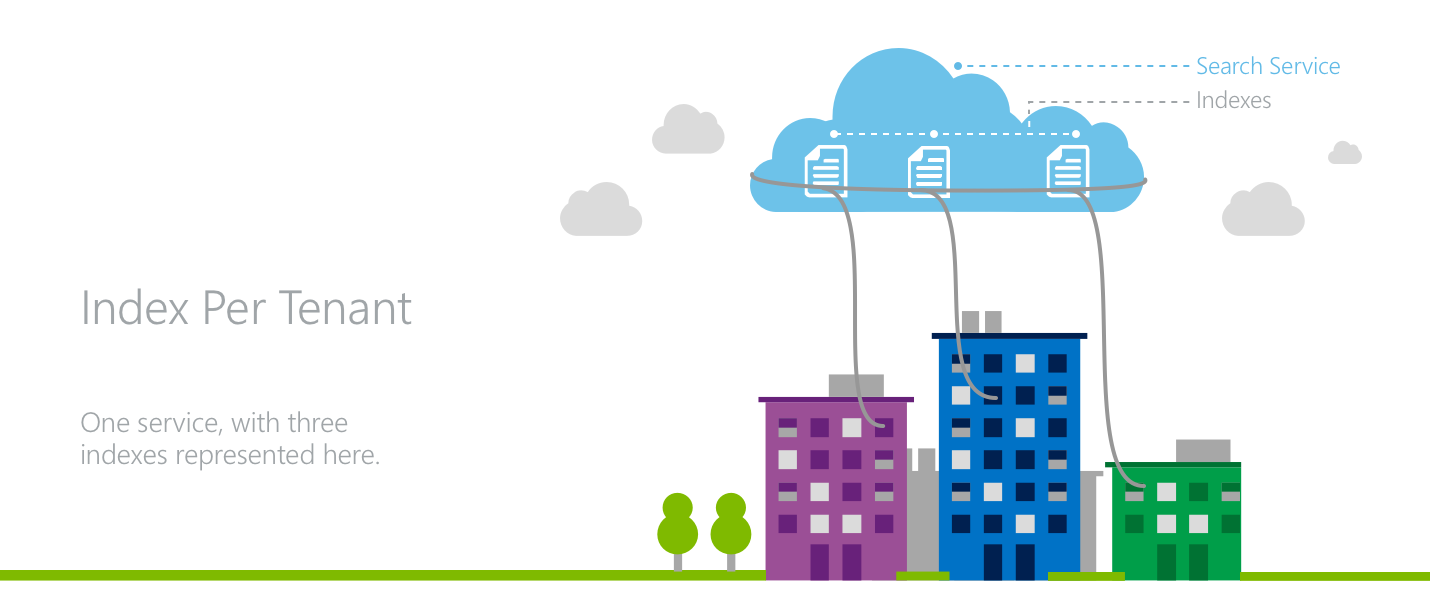 Search Service
Indexes
Index Per Tenant
One service, with three
indexes represented here.